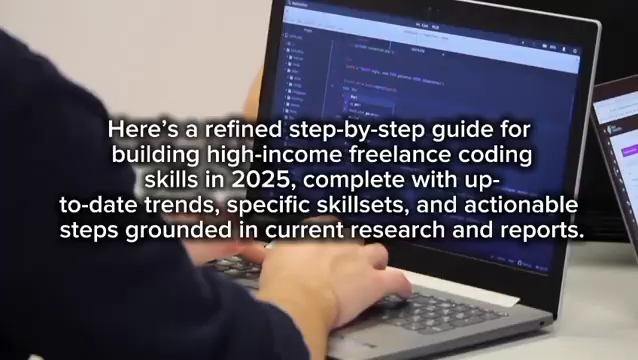 Here's a refined step-by-step guide for
building high-income freelance coding
skills in 2025, complete with up-
to-date trends, specific skillsets, and actionable
steps grounded in current research and reports.